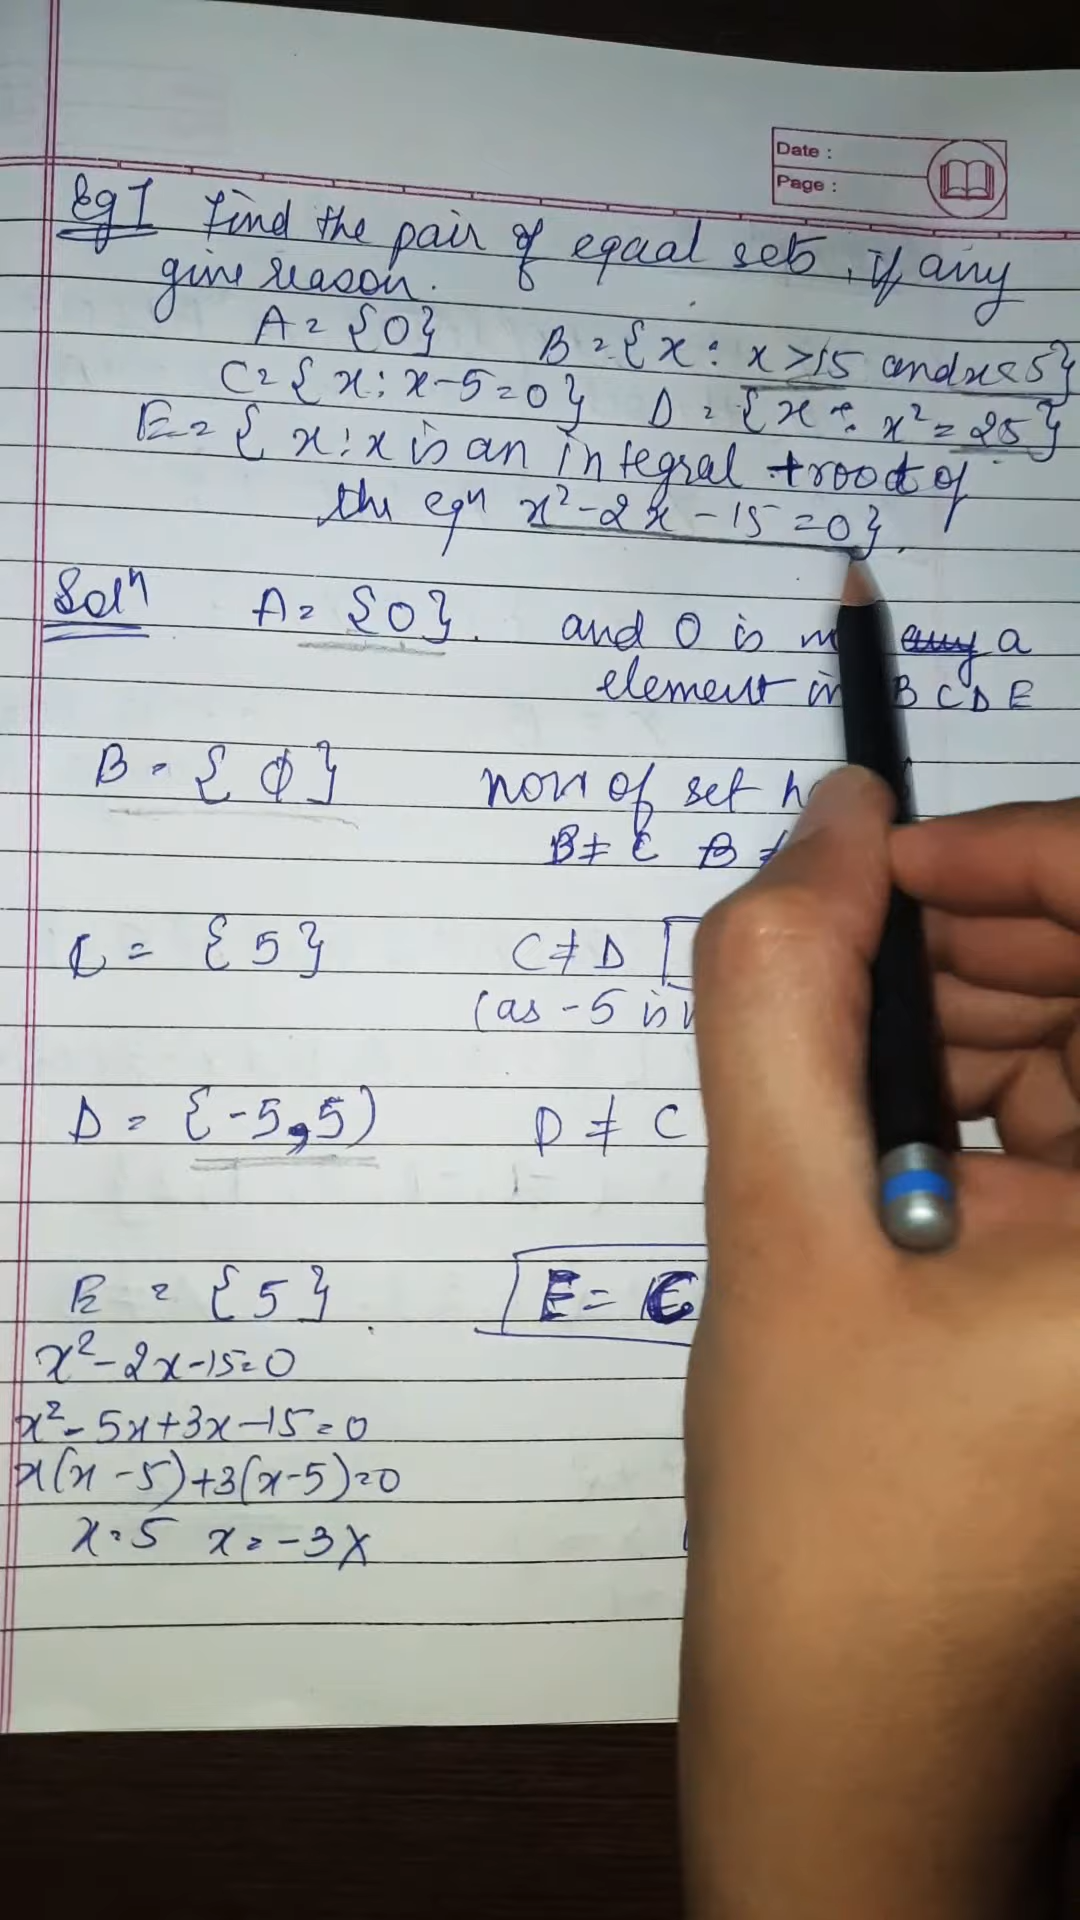 Date :
Page :
Eg 1 find the pair of equal sets, if any
give reason.
A = {0} B = {x : x > 15 and x < 5}
C = {x : x - 5 = 0} D = {x : x² = 25}
E = {x : x is an integral +root of
the eqⁿ x² - 2x - 15 = 0}.
Solⁿ A = {0}. and 0 is a
element in B C D E
B = {φ} of set
B ≠ C B ≠
C = {5} C ≠ D
(as -5 is
D = {-5,5) D ≠ C
E = {5}. E = C
x² - 2x - 15 = 0
x² - 5x + 3x - 15 = 0
x(x - 5) + 3(x - 5) = 0
x = 5 x = -3 X